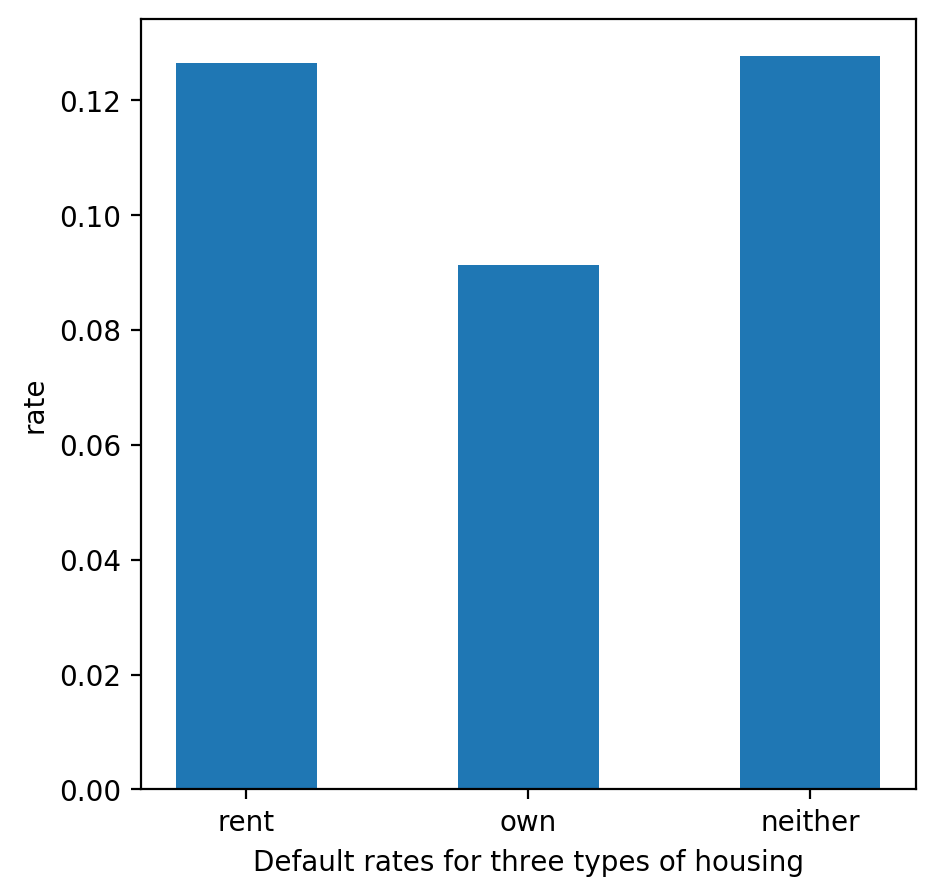 0.12
0.10
0.08
0.06
0.04
0.02
0.00
rate
rent own neither
Default rates for three types of housing